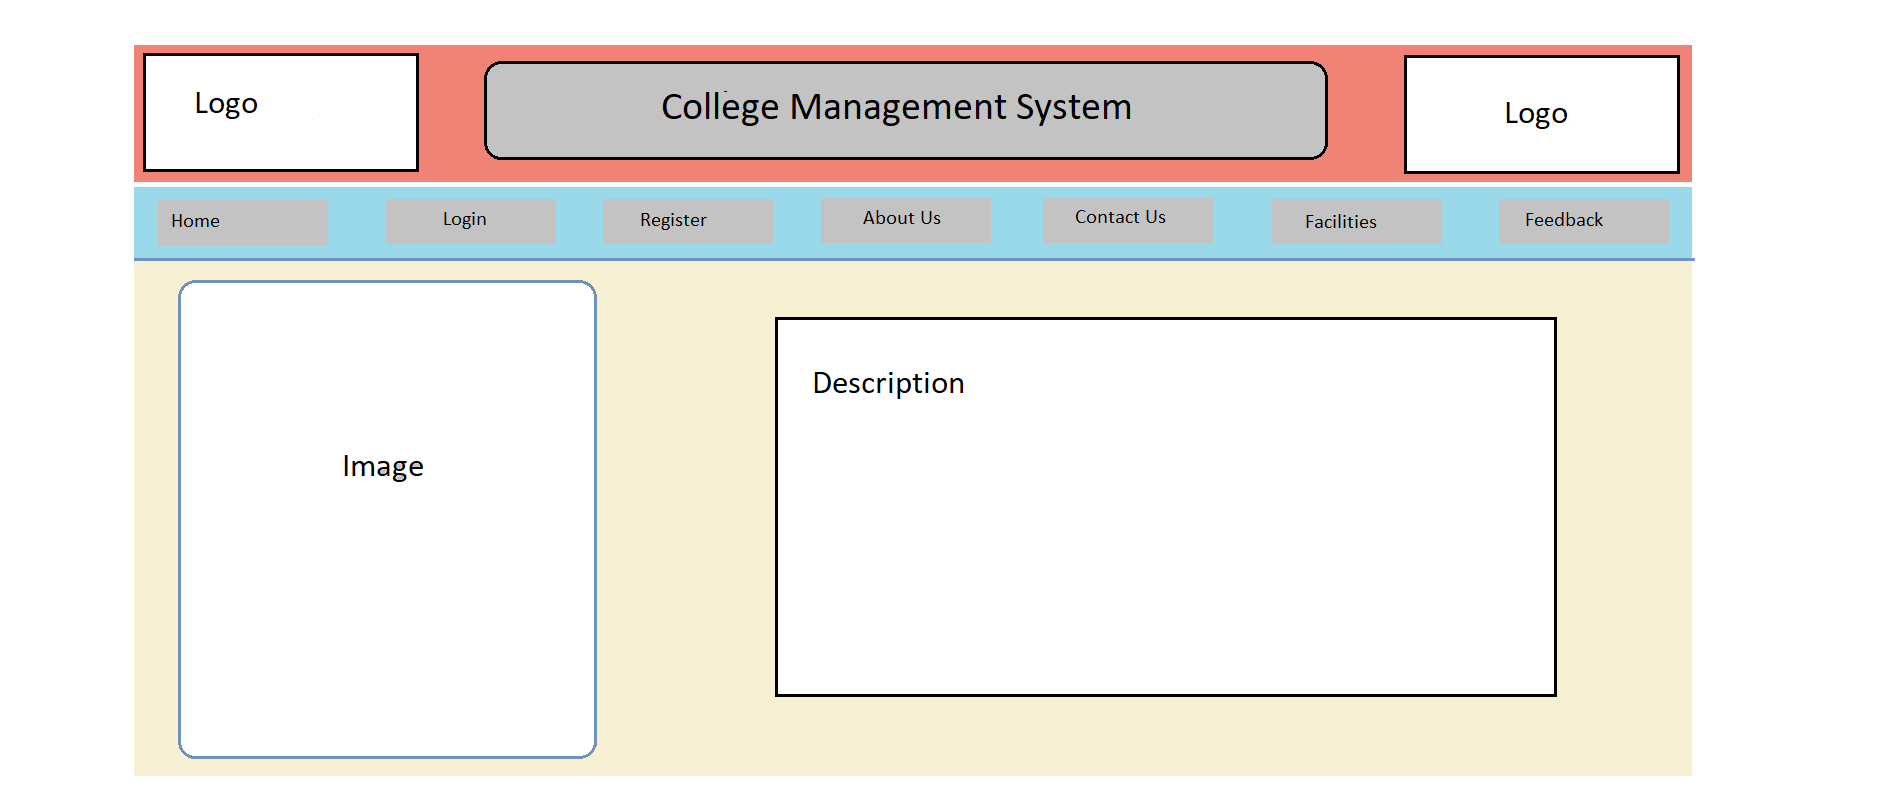 Logo
College Management System
Logo
Home
Login
Register
About Us
Contact Us
Facilities
Feedback
Image
Description